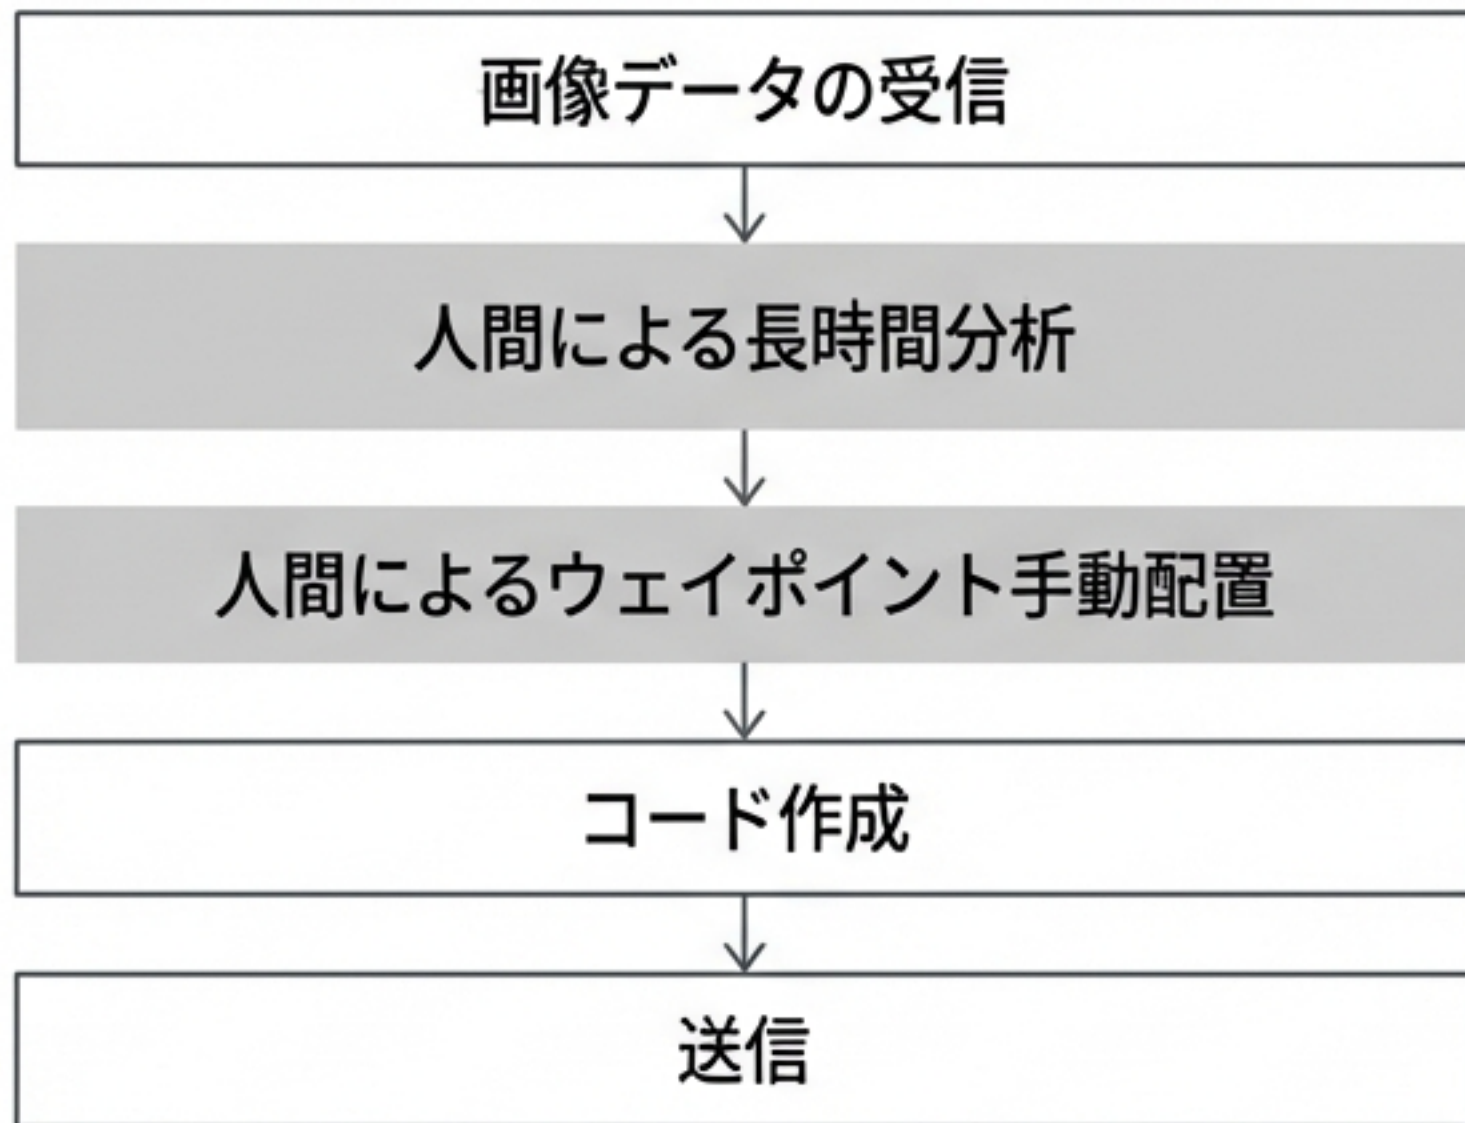 画像データの受信
人間による長時間分析
人間によるウェイポイント手動配置
コード作成
送信